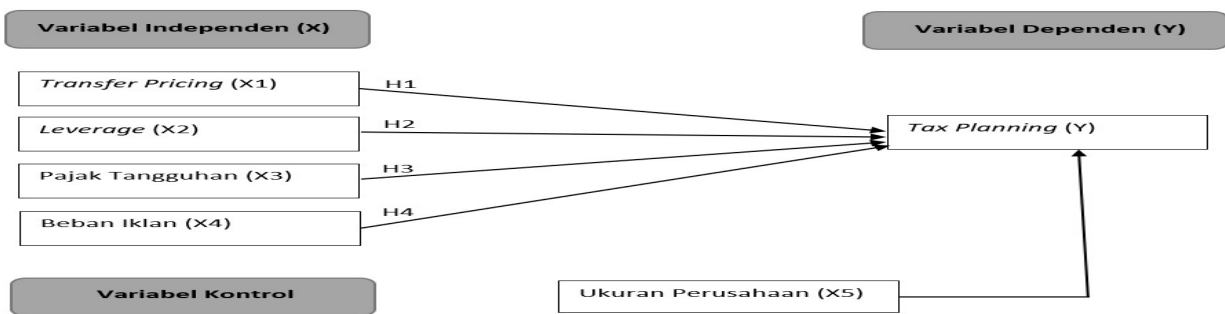 Variabel Independen (X)
Variabel Dependen (Y)
Transfer Pricing (X1)
H1
Leverage (X2)
H2
Tax Planning (Y)
Pajak Tangguhan (X3)
H3
Beban Iklan (X4)
H4
Variabel Kontrol
Ukuran Perusahaan (X5)